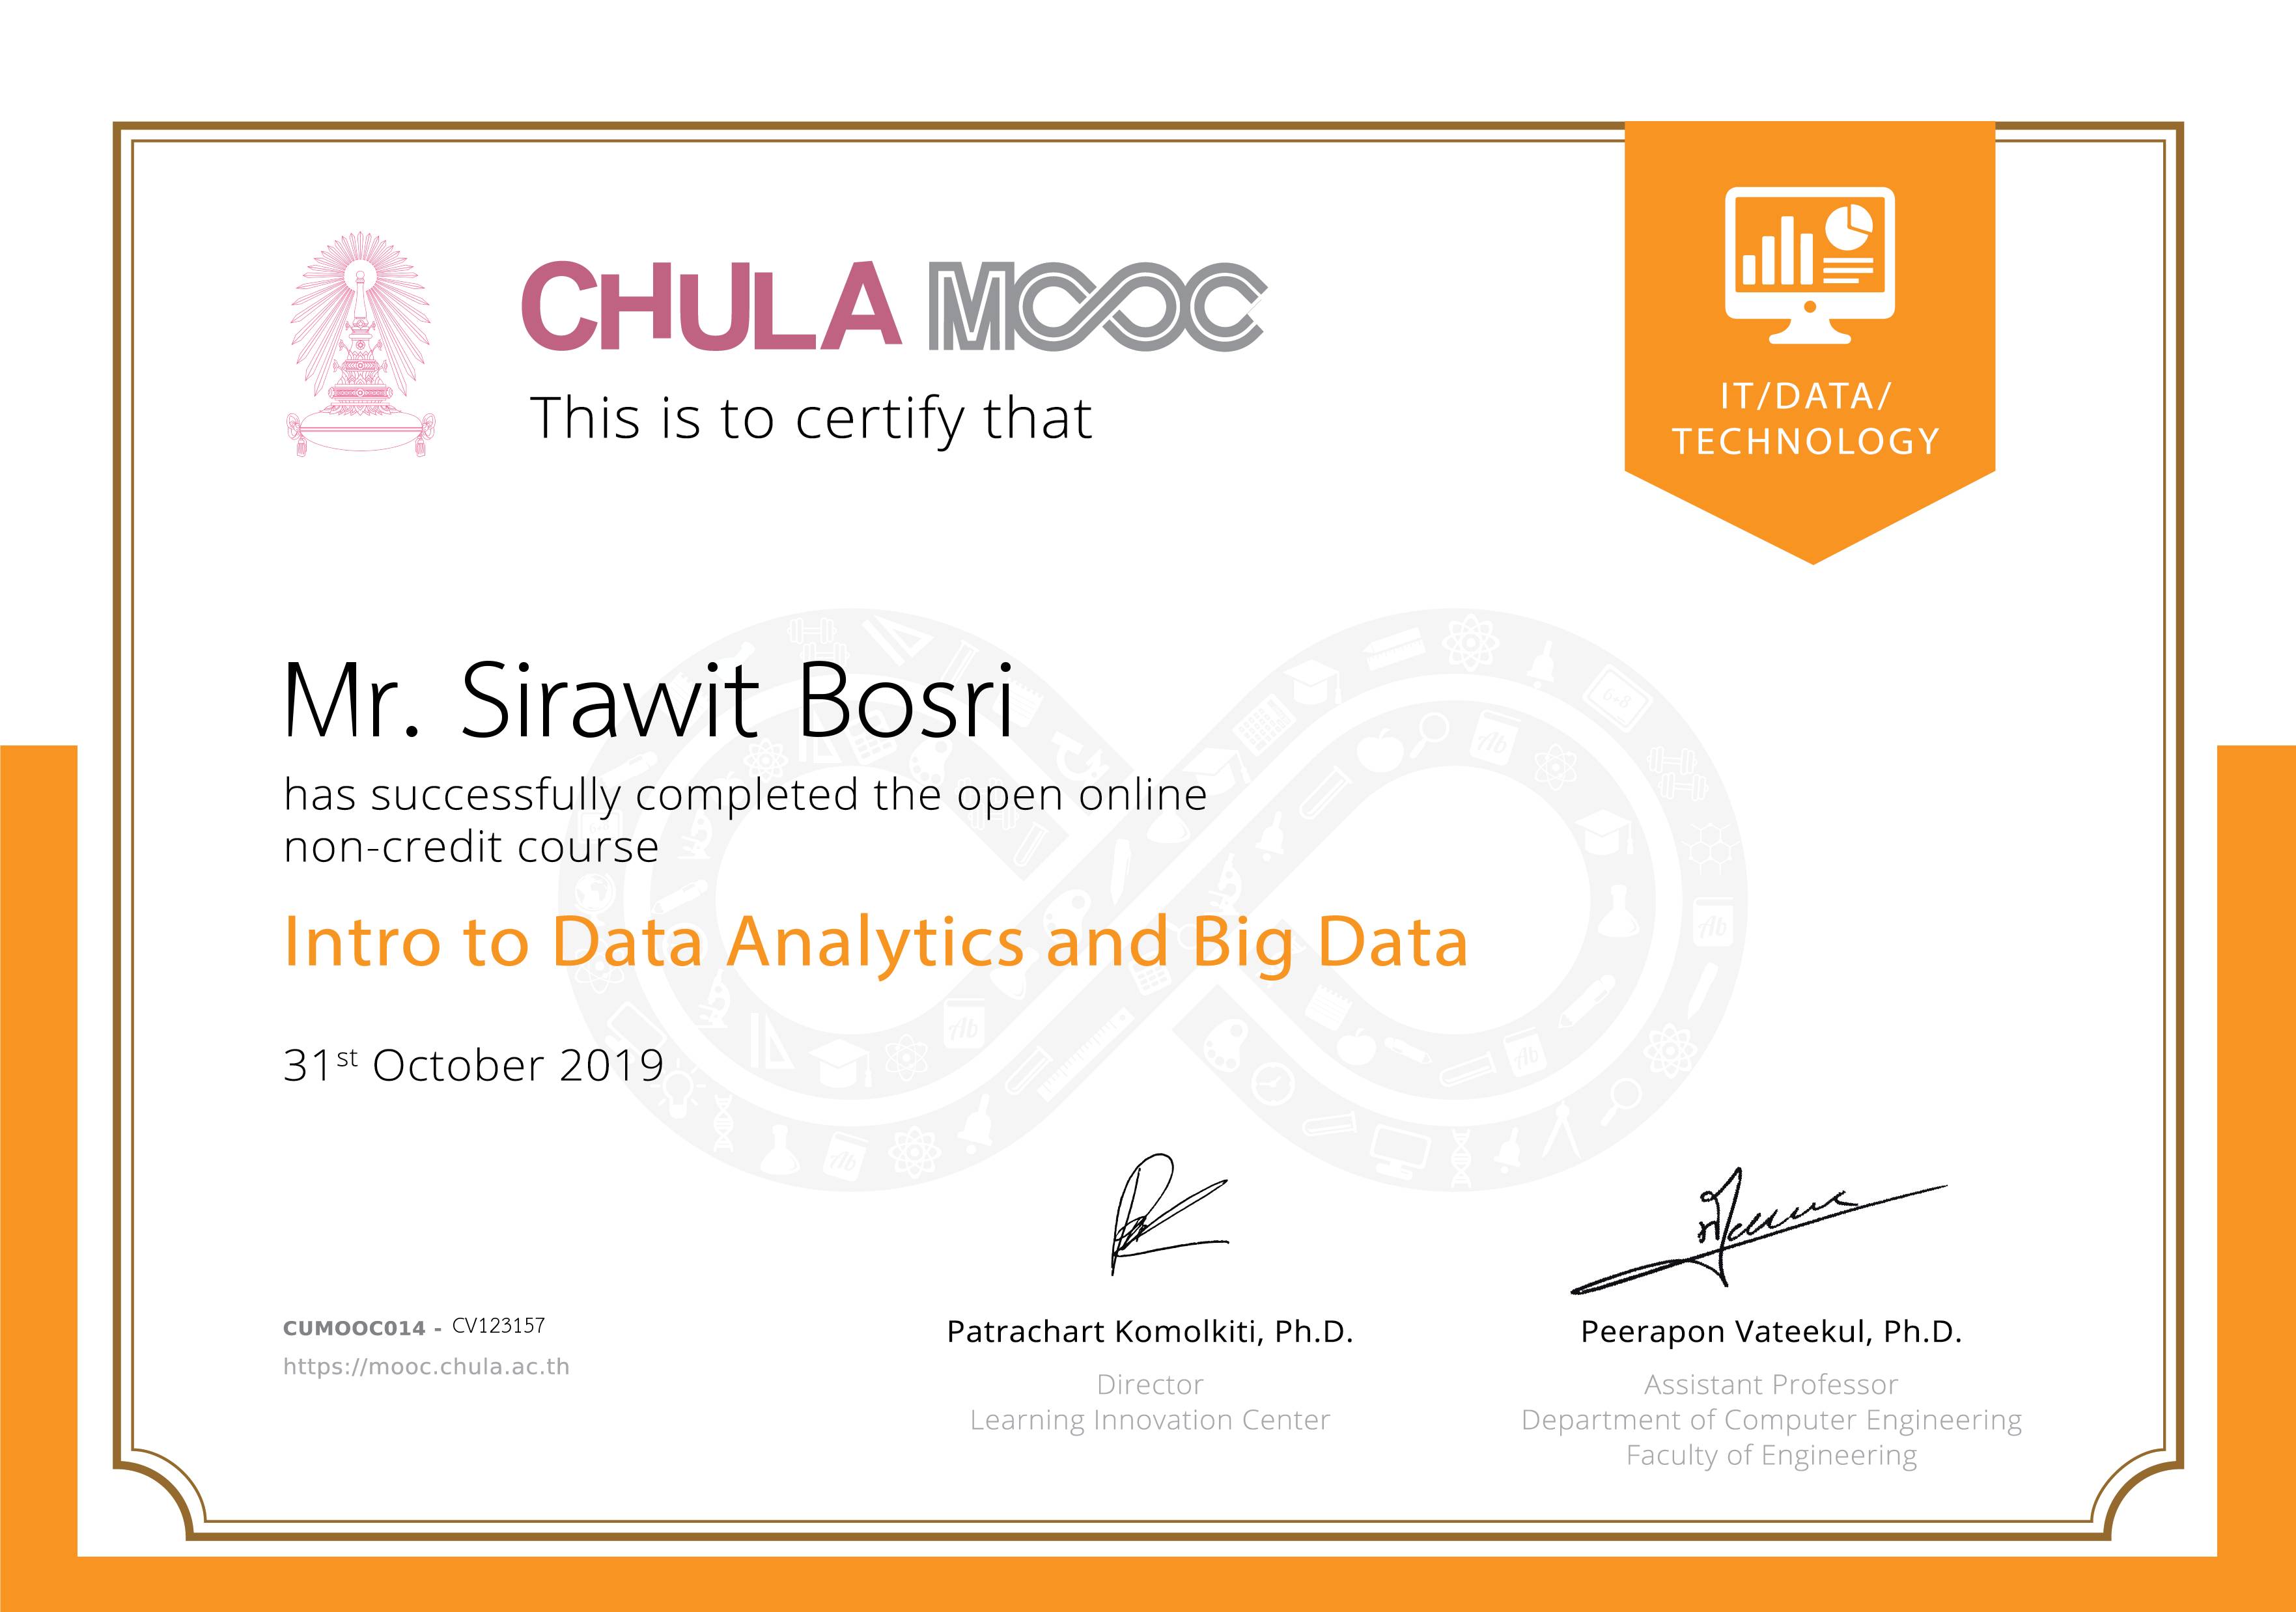 CHULA MOOC
This is to certify that
IT/DATA/
TECHNOLOGY
Mr. Sirawit Bosri
has successfully completed the open online
non-credit course
Intro to Data Analytics and Big Data
31st October 2019
CUMOOC014 - CV123157
https://mooc.chula.ac.th
Patrachart Komolkiti, Ph.D.
Director
Learning Innovation Center
Peerapon Vateekul, Ph.D.
Assistant Professor
Department of Computer Engineering
Faculty of Engineering